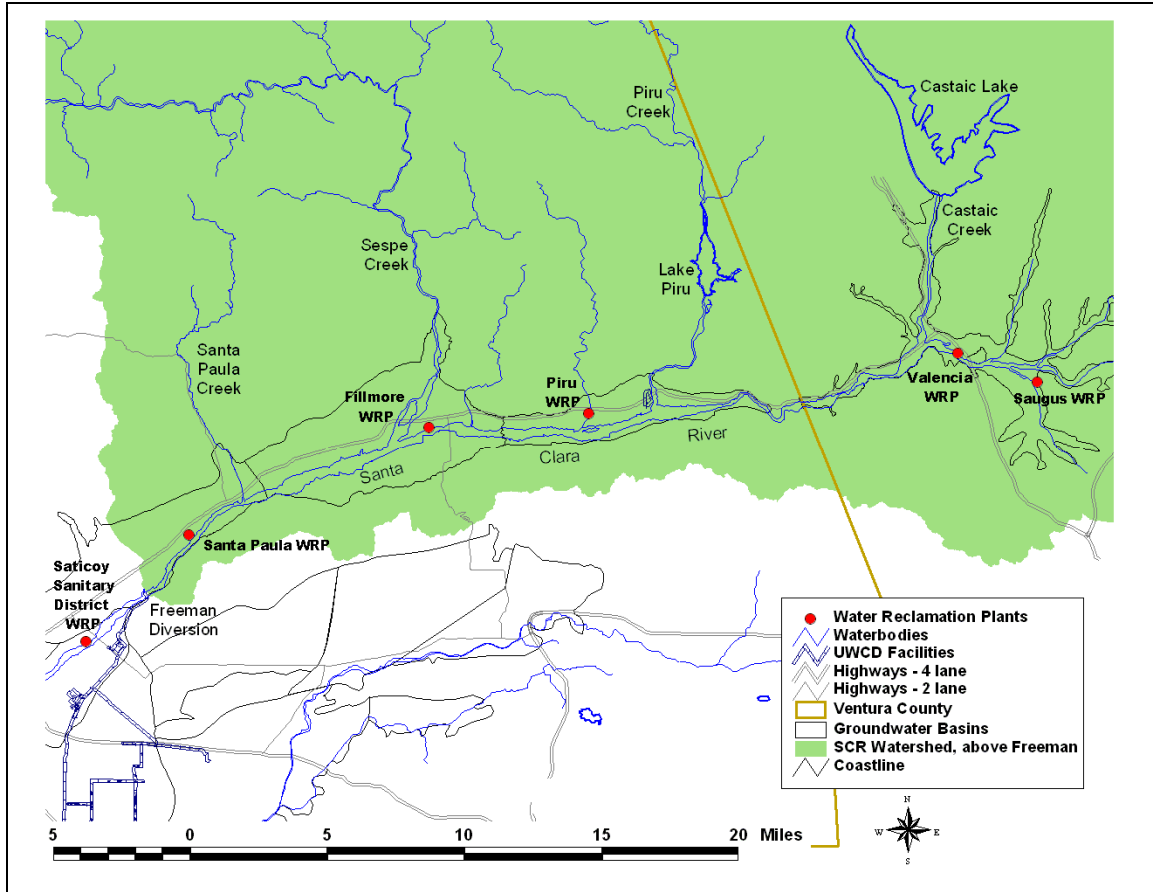 Castaic Lake
Piru
Creek
Castaic
Creek
Sespe
Creek
Lake
Piru
Santa
Paula
Creek
Fillmore
WRP
Piru
WRP
Valencia
WRP
Saugus WRP
Santa
Clara
River
Santa Paula WRP
Saticoy
Sanitary
District
WRP
Freeman
Diversion
Water Reclamation Plants
Waterbodies
UWCD Facilities
Highways - 4 lane
Highways - 2 lane
Ventura County
Groundwater Basins
SCR Watershed, above Freeman
Coastline
N
W E
S
5 0 5 10 15 20 Miles